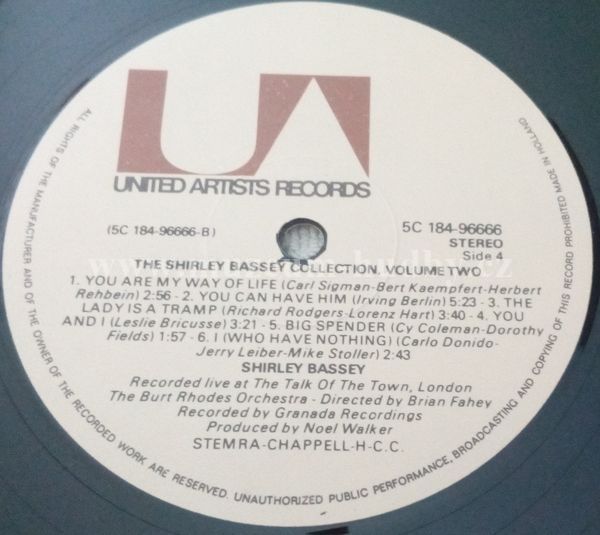 UA
UNITED ARTISTS RECORDS
(5C 184-96666-B)
5C 184-96666
STEREO
Side 4
THE SHIRLEY BASSEY COLLECTION, VOLUME TWO
1. YOU ARE MY WAY OF LIFE (Carl Sigman-Bert Kaempfert-Herbert
Rehbein) 2:56 - 2. YOU CAN HAVE HIM (Irving Berlin) 5:23 - 3. THE
LADY IS A TRAMP (Richard Rodgers-Lorenz Hart) 3:40 - 4. YOU
AND I (Leslie Bricusse) 3:21 - 5. BIG SPENDER (Cy Coleman-Dorothy
Fields) 1:57 - 6. I (WHO HAVE NOTHING) (Carlo Donido-
Jerry Leiber-Mike Stoller) 2:43
SHIRLEY BASSEY
Recorded live at The Talk Of The Town, London
The Burt Rhodes Orchestra - Directed by Brian Fahey
Recorded by Granada Recordings
Produced by Noel Walker
STEMRA-CHAPPELL-H-C.C.
ALL RIGHTS OF THE MANUFACTURER AND OF THE OWNER OF THE RECORDED WORK ARE RESERVED. UNAUTHORIZED PUBLIC PERFORMANCE, BROADCASTING AND COPYING OF THIS RECORD PROHIBITED MADE IN HOLLAND